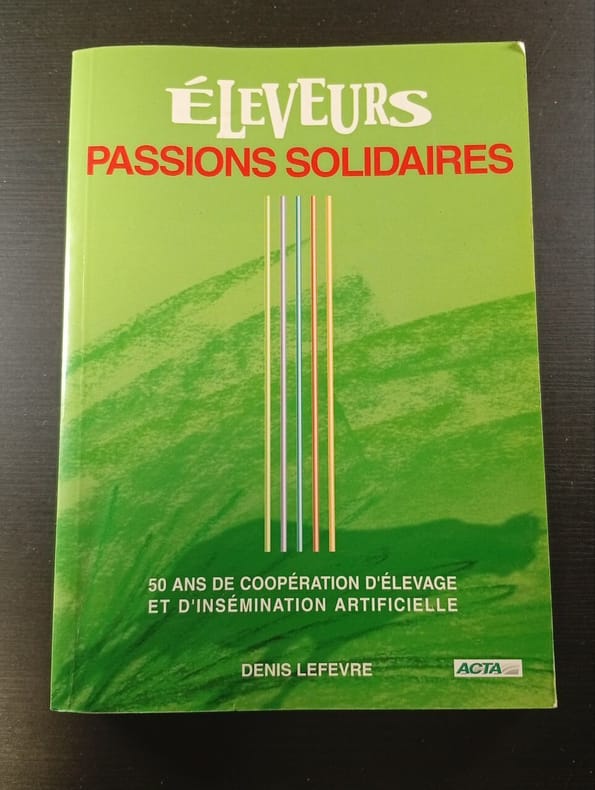 ÉLEVEURS
PASSIONS SOLIDAIRES
50 ANS DE COOPÉRATION D'ÉLEVAGE
ET D'INSÉMINATION ARTIFICIELLE
DENIS LEFEVRE
ACTA